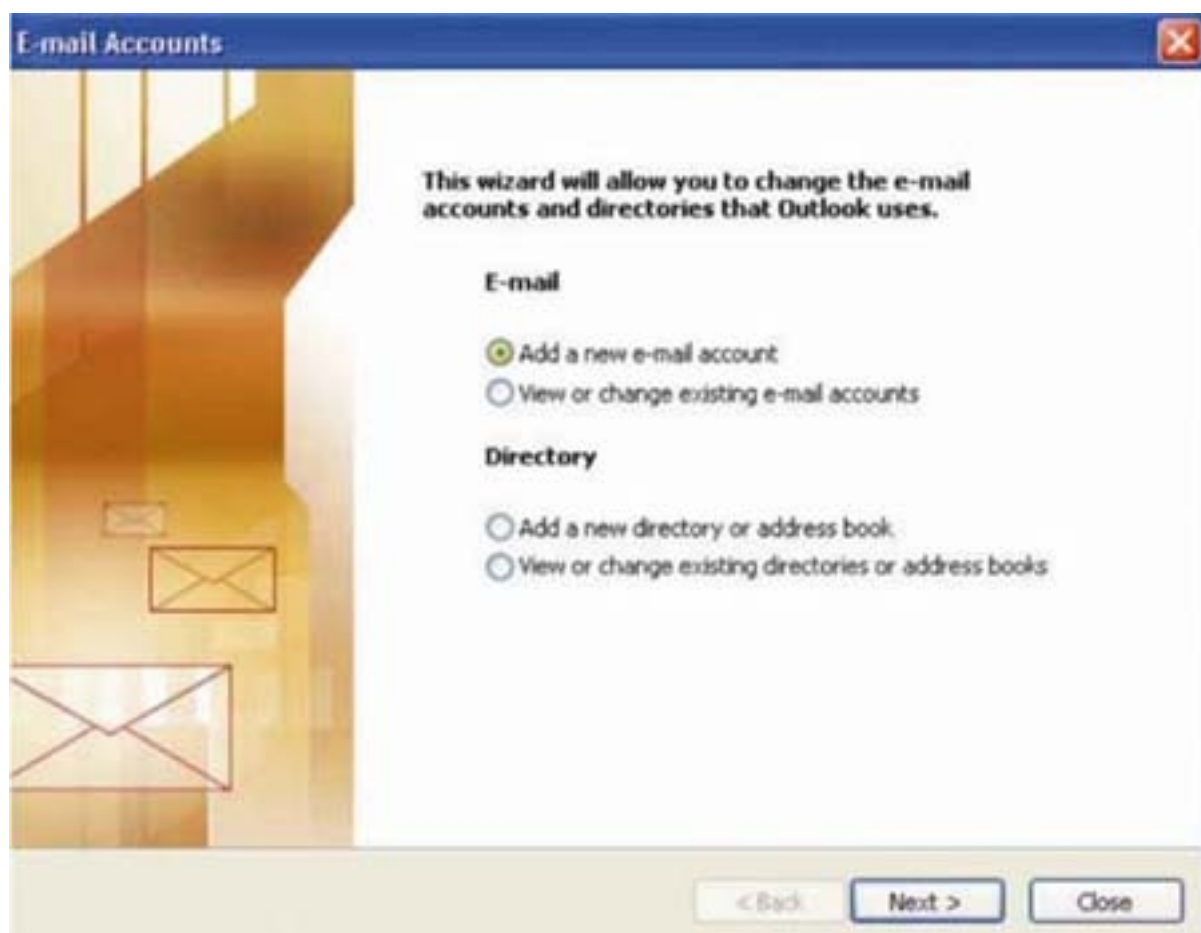 E-mail Accounts
This wizard will allow you to change the e-mail
accounts and directories that Outlook uses.
E-mail
Add a new e-mail account
View or change existing e-mail accounts
Directory
Add a new directory or address book.
View or change existing directories or address books
< Back
Next >
Close